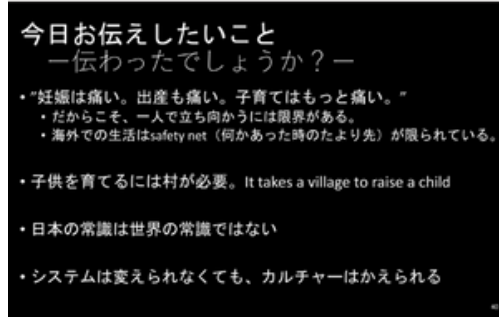 今日お伝えしたいこと
ー伝わったでしょうか？ー
• ”妊娠は痛い。出産も痛い。子育てはもっと痛い。”
• だからこそ、一人で立ち向かうには限界がある。
• 海外での生活はsafety net（何かあった時のたより先）が限られている。
• 子供を育てるには村が必要。It takes a village to raise a child
• 日本の常識は世界の常識ではない
• システムは変えられなくても、カルチャーはかえられる